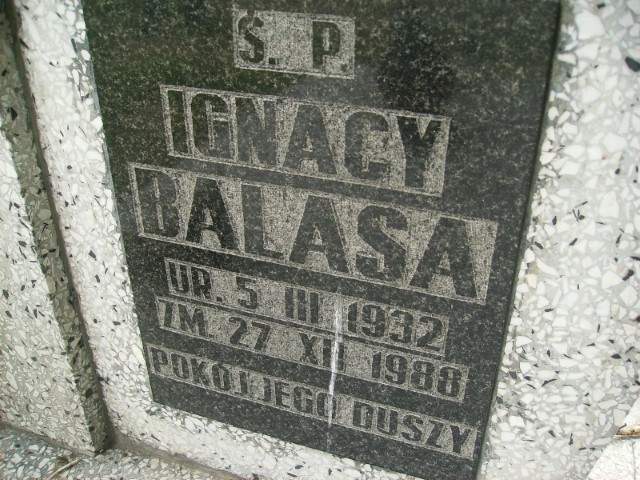 Ś. P.
IGNACY
BALASA
UR. 5 III 1932
ZM. 27 XII 1988
POKÓJ JEGO DUSZY